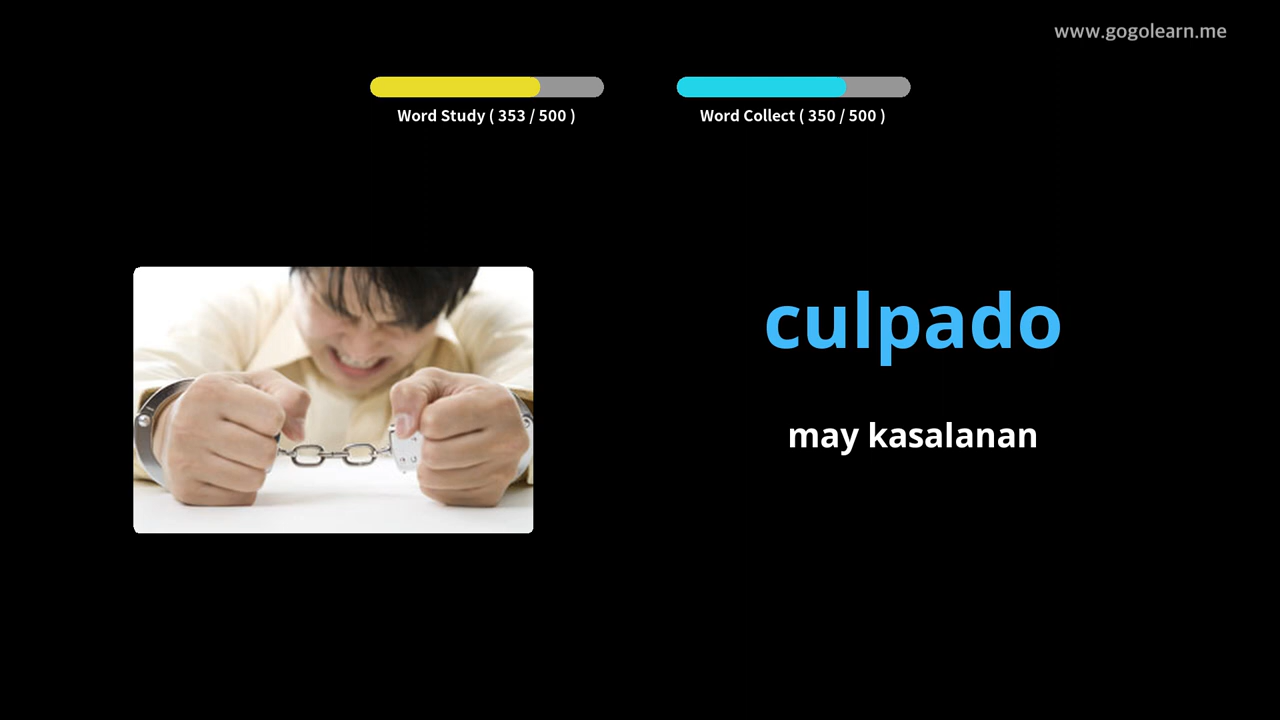 www.gogolearn.me
Word Study ( 353 / 500 )
Word Collect ( 350 / 500 )
culpado
may kasalanan